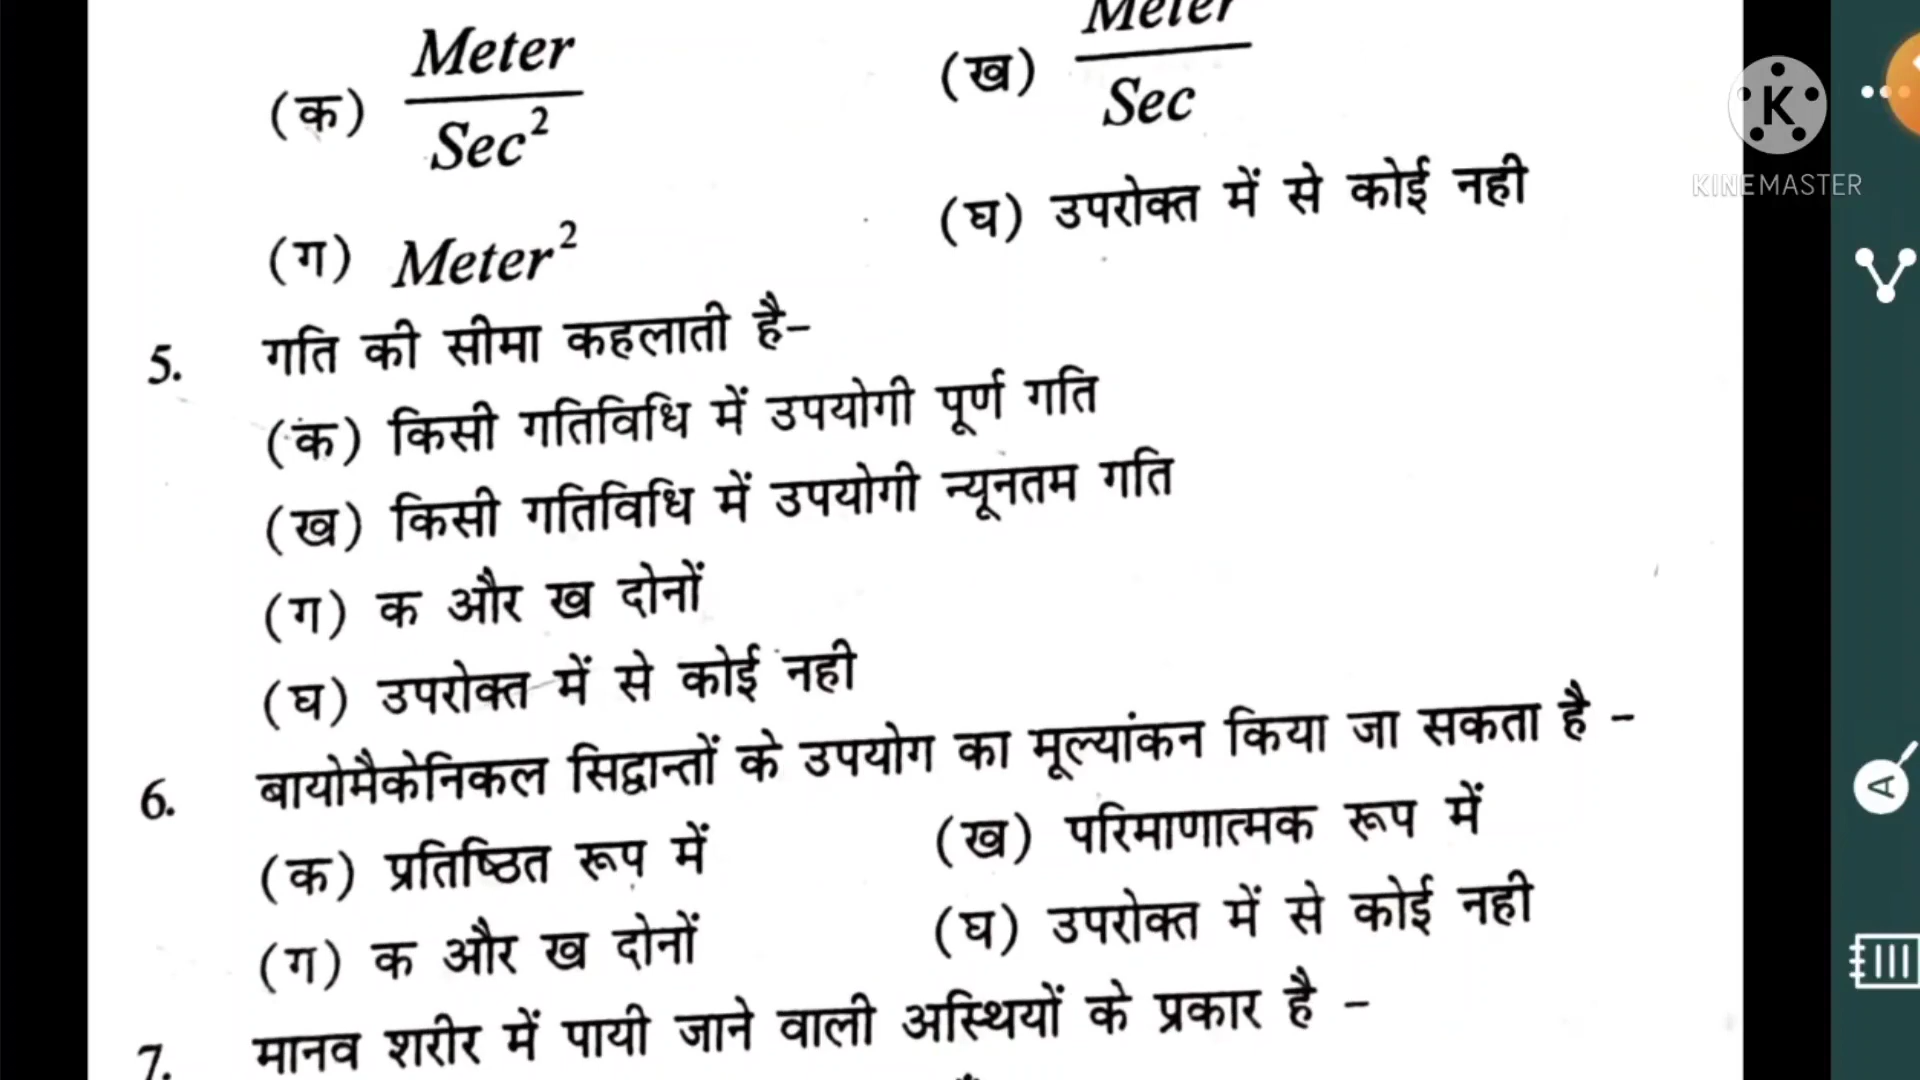 (क) Meter / Sec² (ख) Meter / Sec
(ग) Meter² (घ) उपरोक्त में से कोई नही
5. गति की सीमा कहलाती है-
(क) किसी गतिविधि में उपयोगी पूर्ण गति
(ख) किसी गतिविधि में उपयोगी न्यूनतम गति
(ग) क और ख दोनों
(घ) उपरोक्त में से कोई नही
6. बायोमैकेनिकल सिद्वान्तों के उपयोग का मूल्यांकन किया जा सकता है -
(क) प्रतिष्ठित रूप में (ख) परिमाणात्मक रूप में
(ग) क और ख दोनों (घ) उपरोक्त में से कोई नही
7. मानव शरीर में पायी जाने वाली अस्थियों के प्रकार है -
K
KINEMASTER
A